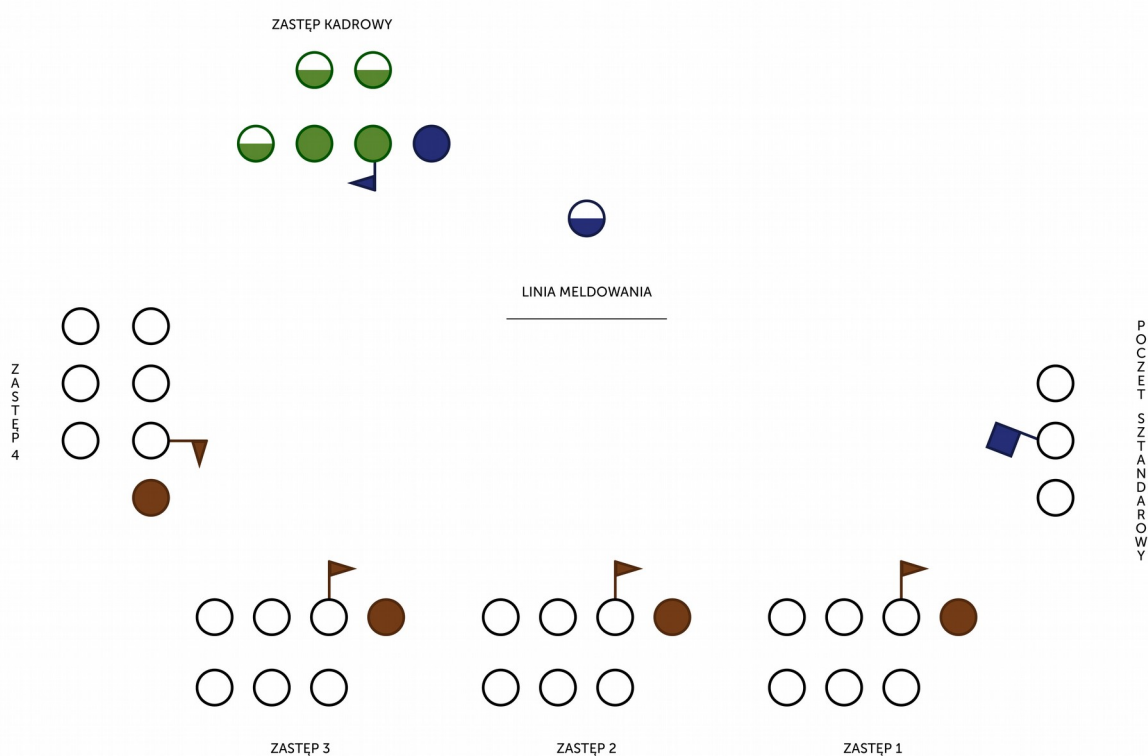 ZASTĘP KADROWY
LINIA MELDOWANIA
ZASTĘP 4
POCZET SZTANDAROWY
ZASTĘP 3
ZASTĘP 2
ZASTĘP 1